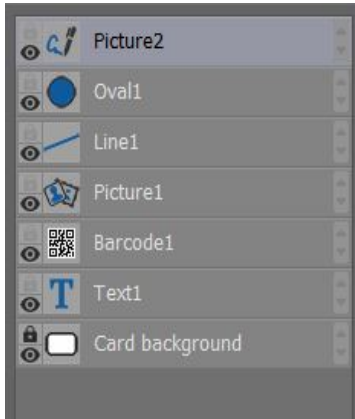 Picture2
Oval1
Line1
Picture1
Barcode1
Text1
Card background